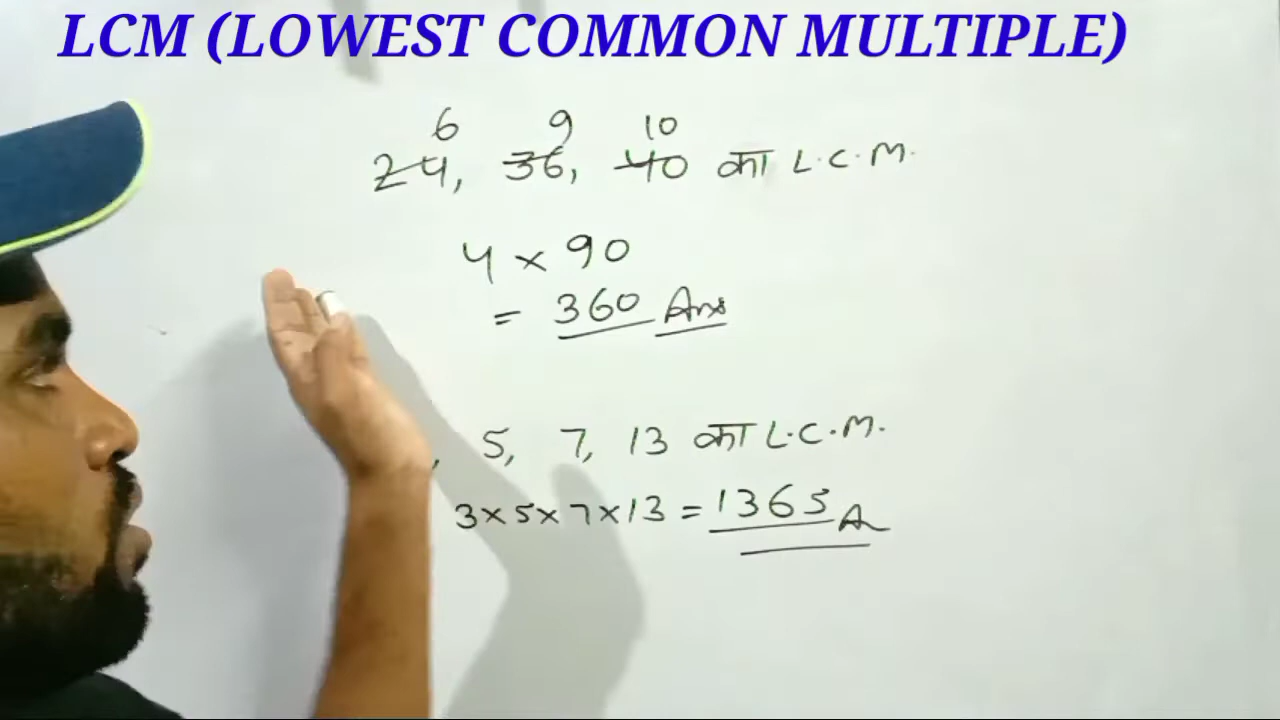 LCM (LOWEST COMMON MULTIPLE)
6 9 10
24, 36, 40 का L.C.M.
4 × 90
= 360 Ans
, 5, 7, 13 का L.C.M.
3×5×7×13 = 1365 A